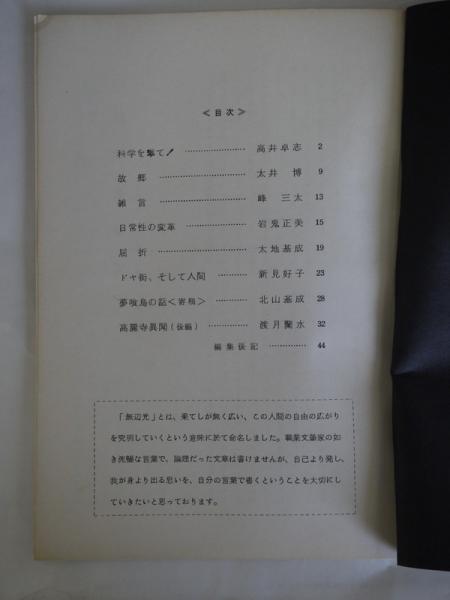 ＜目次＞
科学を撃て！ ………………… 高井卓志 2
故郷 ………………… 太井博 9
雑言 ………………… 峰三太 13
日常性の変革 ………………… 岩鬼正美 15
屈折 ………………… 太地基成 19
ドヤ街、そして人間 ………… 新見好子 23
夢喰鳥の話＜寄稿＞ ………… 北山基成 28
高麗寺異聞（後編） ………… 渡月蘭水 32
編集後記 ………… 44
「無辺光」とは、果てしが無く広い、この人間の自由の広がり
を究明していくという意味に於て命名しました。職業文筆家の如
き流暢な言葉で、論理だった文章は書けませんが、自己より発し、
我が身より出る思いを、自分の言葉で書くということを大切にし
ていきたいと思っております。